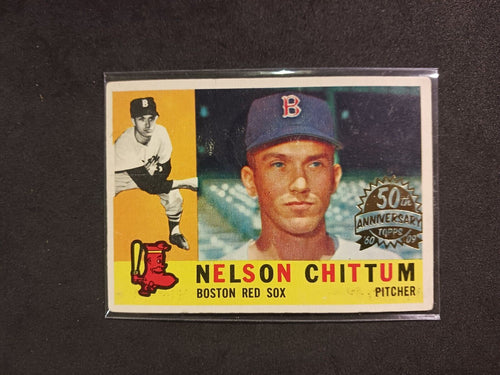 B
B
50th
ANNIVERSARY
TOPPS
'60 '09
NELSON CHITTUM
BOSTON RED SOX PITCHER